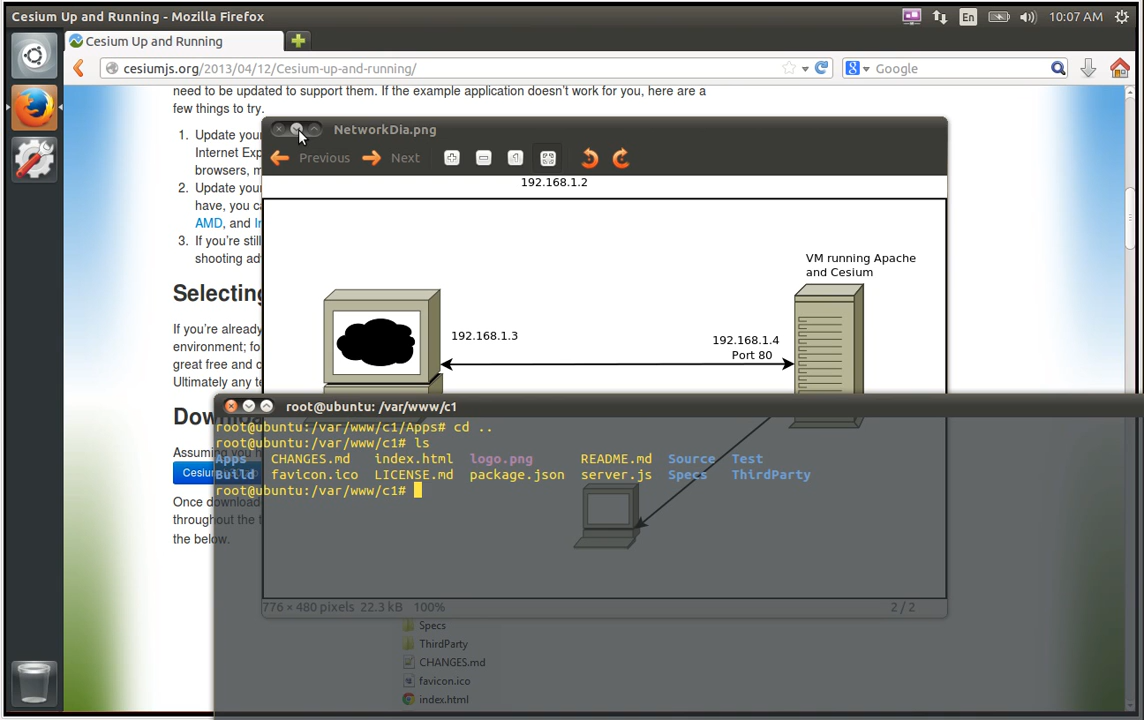 Cesium Up and Running - Mozilla Firefox
En
10:07 AM
Cesium Up and Running
cesiumjs.org/2013/04/12/Cesium-up-and-running/
Google
need to be updated to support them. If the example application doesn't work for you, here are a
few things to try.
1. Update your
Internet Exp
browsers, m
2. Update your
have, you ca
AMD, and
3. If you're still
shooting ad
Selecting
If you're already
environment; fo
great free and o
Ultimately any te
Assuming
Once download
throughout the t
the below.
NetworkDia.png
Previous
Next
192.168.1.2
VM running Apache
and Cesium
192.168.1.3
192.168.1.4
Port 80
776 × 480 pixels 22.3 kB 100%
2 / 2
root@ubuntu: /var/www/c1
root@ubuntu:/var/www/c1/Apps# cd ..
root@ubuntu:/var/www/c1# ls
Apps CHANGES.md index.html logo.png README.md Source Test
Build favicon.ico LICENSE.md package.json server.js Specs ThirdParty
root@ubuntu:/var/www/c1#
Specs
ThirdParty
CHANGES.md
favicon.ico
index.html